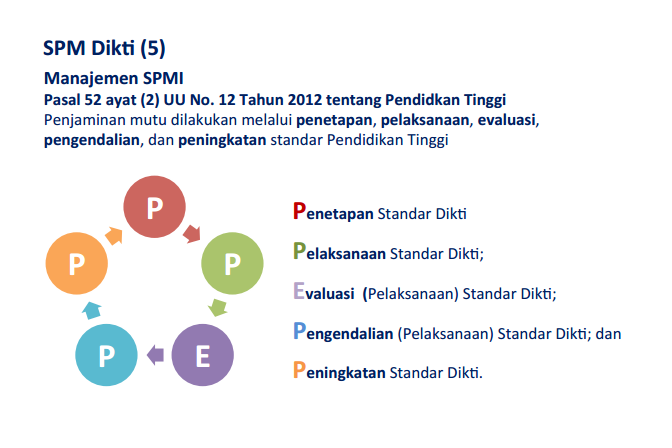 SPM Dikti (5)
Manajemen SPMI
Pasal 52 ayat (2) UU No. 12 Tahun 2012 tentang Pendidkan Tinggi
Penjaminan mutu dilakukan melalui penetapan, pelaksanaan, evaluasi,
pengendalian, dan peningkatan standar Pendidikan Tinggi
P
P
E
P
P
Penetapan Standar Dikti
Pelaksanaan Standar Dikti;
Evaluasi (Pelaksanaan) Standar Dikti;
Pengendalian (Pelaksanaan) Standar Dikti; dan
Peningkatan Standar Dikti.